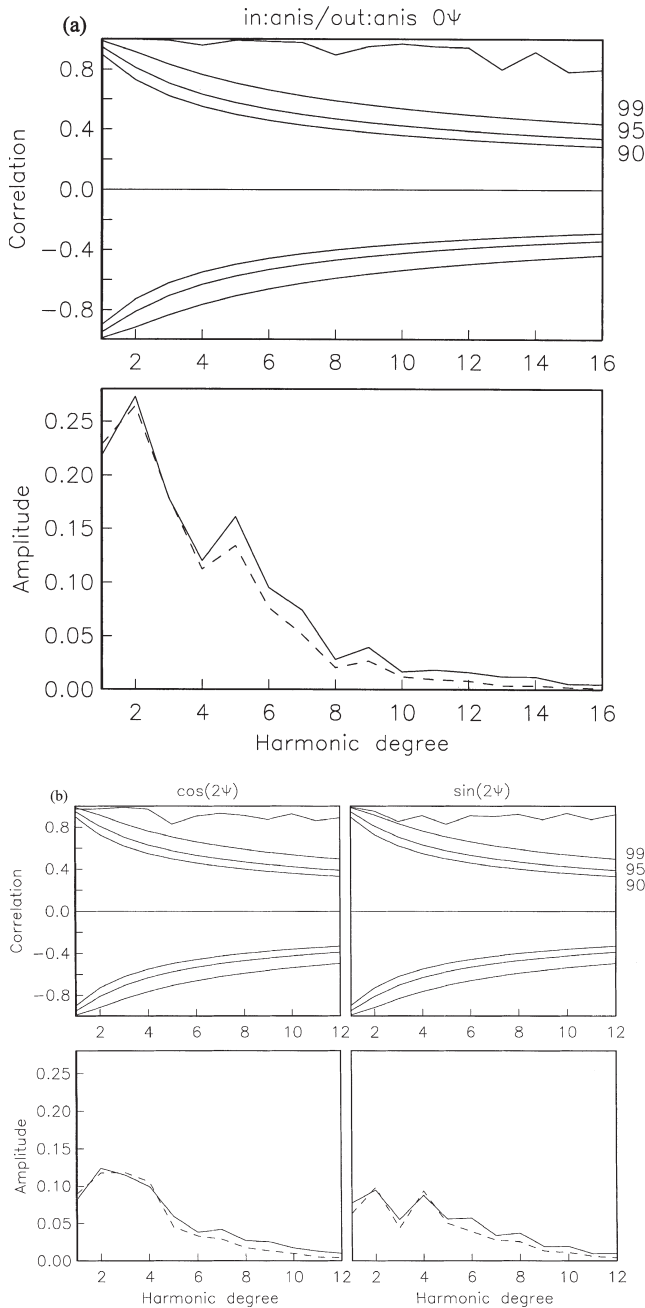 (a)
in:anis/out:anis 0ψ
0.8
0.4
0.0
−0.4
−0.8
Correlation
99
95
90
2 4 6 8 10 12 14 16
0.25
0.20
0.15
0.10
0.05
0.00
Amplitude
2 4 6 8 10 12 14 16
Harmonic degree
(b)
cos(2ψ)
sin(2ψ)
0.8
0.4
0.0
−0.4
−0.8
Correlation
99
95
90
2 4 6 8 10 12
2 4 6 8 10 12
0.25
0.20
0.15
0.10
0.05
0.00
Amplitude
2 4 6 8 10 12
2 4 6 8 10 12
Harmonic degree
Harmonic degree